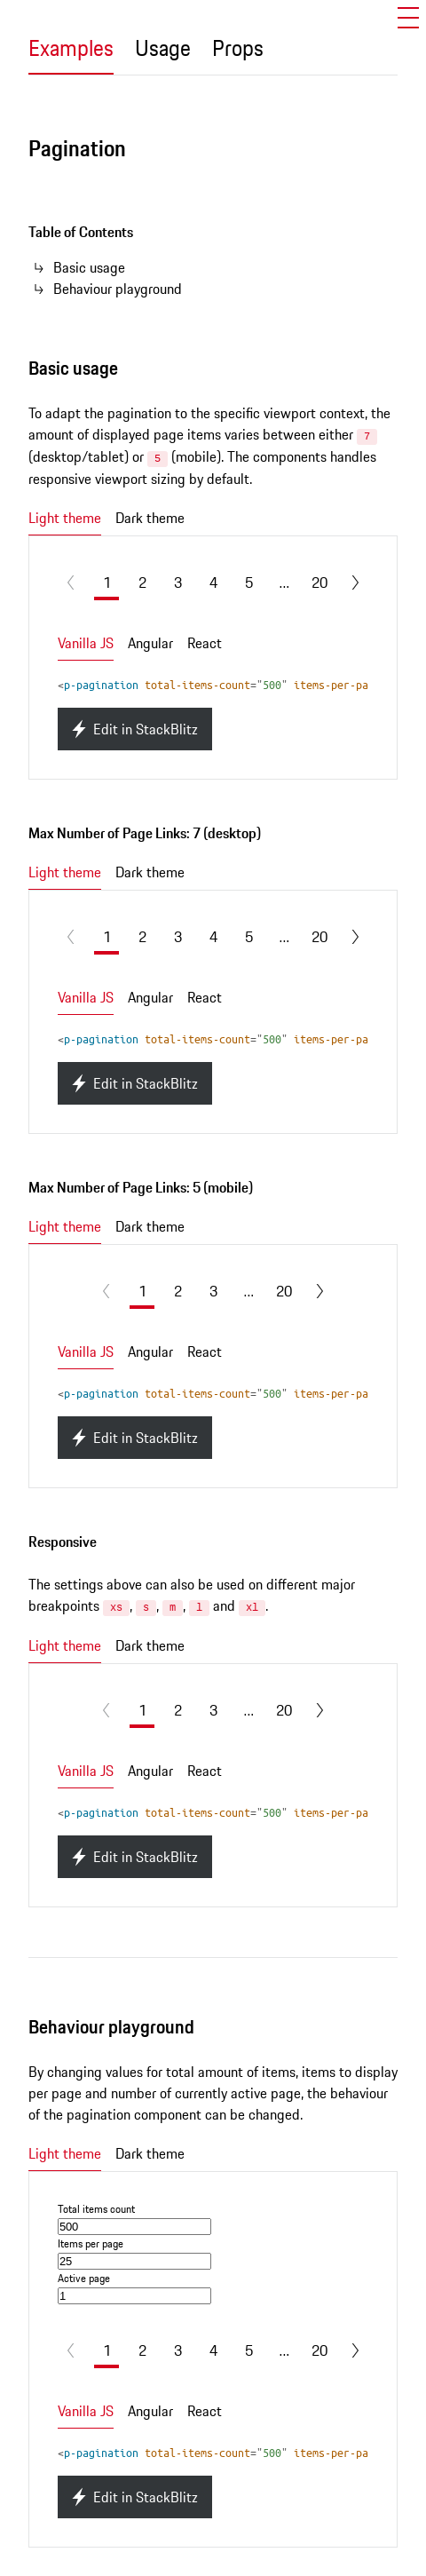 Examples Usage Props
Pagination
Table of Contents
Basic usage
Behaviour playground
Basic usage
To adapt the pagination to the specific viewport context, the
amount of displayed page items varies between either 7
(desktop/tablet) or 5 (mobile). The components handles
responsive viewport sizing by default.
Light theme Dark theme
1 2 3 4 5 ... 20
Vanilla JS Angular React
<p-pagination total-items-count="500" items-per-pa
Edit in StackBlitz
Max Number of Page Links: 7 (desktop)
Light theme Dark theme
1 2 3 4 5 ... 20
Vanilla JS Angular React
<p-pagination total-items-count="500" items-per-pa
Edit in StackBlitz
Max Number of Page Links: 5 (mobile)
Light theme Dark theme
1 2 3 ... 20
Vanilla JS Angular React
<p-pagination total-items-count="500" items-per-pa
Edit in StackBlitz
Responsive
The settings above can also be used on different major
breakpoints xs, s, m, l and xl.
Light theme Dark theme
1 2 3 ... 20
Vanilla JS Angular React
<p-pagination total-items-count="500" items-per-pa
Edit in StackBlitz
Behaviour playground
By changing values for total amount of items, items to display
per page and number of currently active page, the behaviour
of the pagination component can be changed.
Light theme Dark theme
Total items count
500
Items per page
25
Active page
1
1 2 3 4 5 ... 20
Vanilla JS Angular React
<p-pagination total-items-count="500" items-per-pa
Edit in StackBlitz